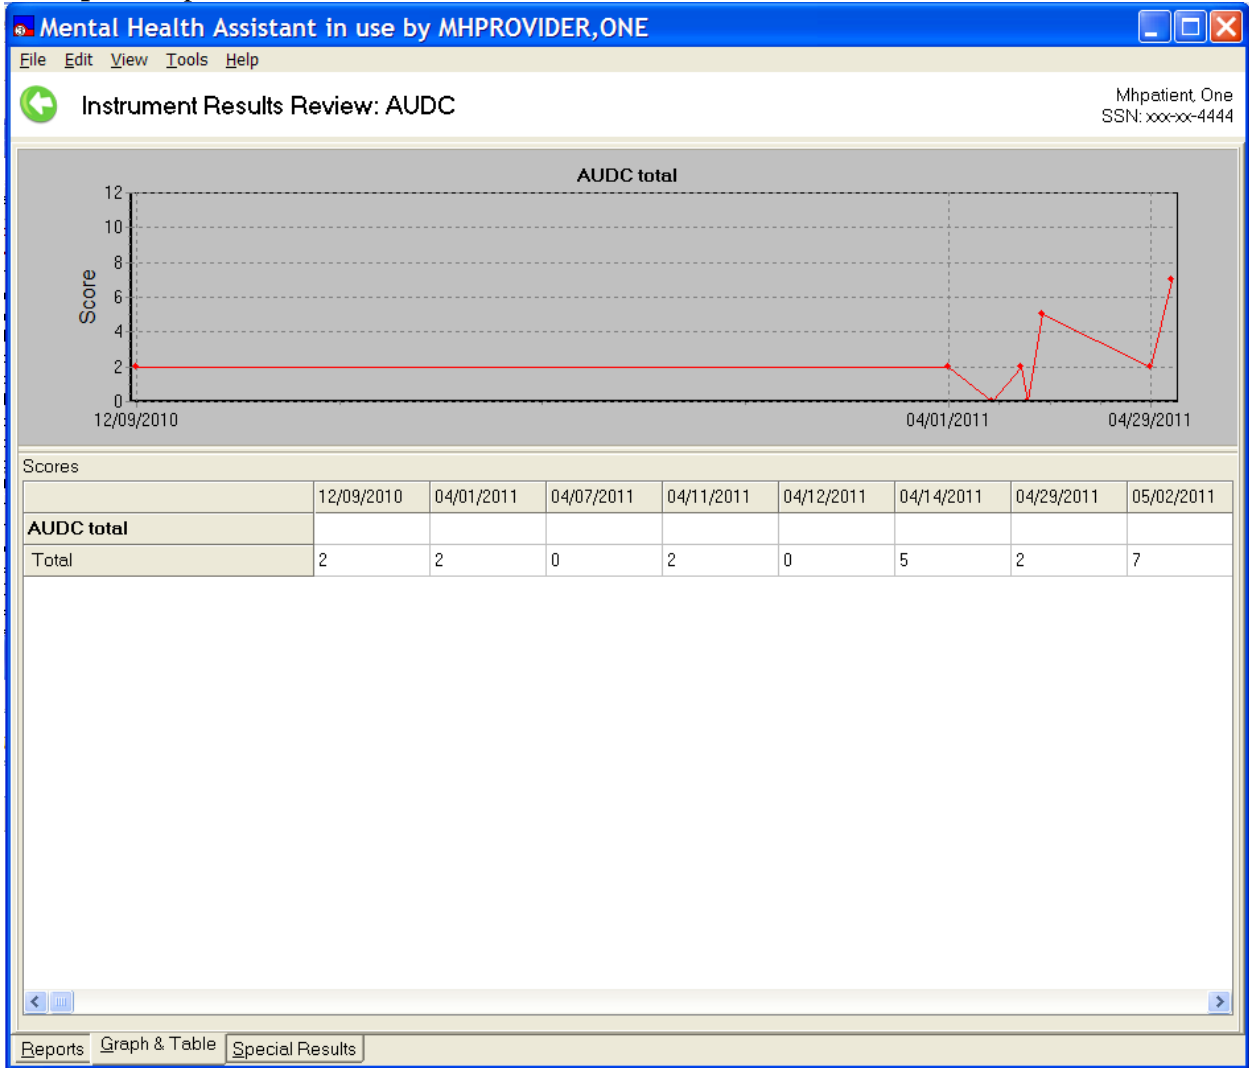 Mental Health Assistant in use by MHPROVIDER,ONE
File Edit View Tools Help
Instrument Results Review: AUDC
Mhpatient, One
SSN: xxx-xx-4444
AUDC total
Score
12
10
8
6
4
2
0
12/09/2010 04/01/2011 04/29/2011
Scores
12/09/2010 04/01/2011 04/07/2011 04/11/2011 04/12/2011 04/14/2011 04/29/2011 05/02/2011
AUDC total
Total 2 2 0 2 0 5 2 7
Reports Graph & Table Special Results